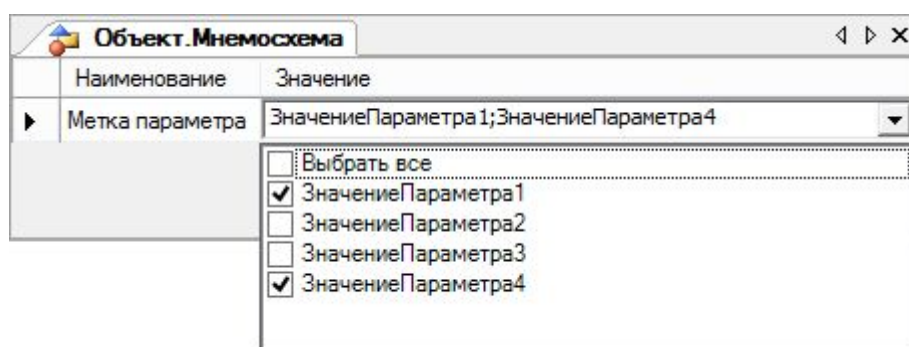 Объект.Мнемосхема
Наименование Значение
Метка параметра ЗначениеПараметра1;ЗначениеПараметра4
Выбрать все
ЗначениеПараметра1
ЗначениеПараметра2
ЗначениеПараметра3
ЗначениеПараметра4